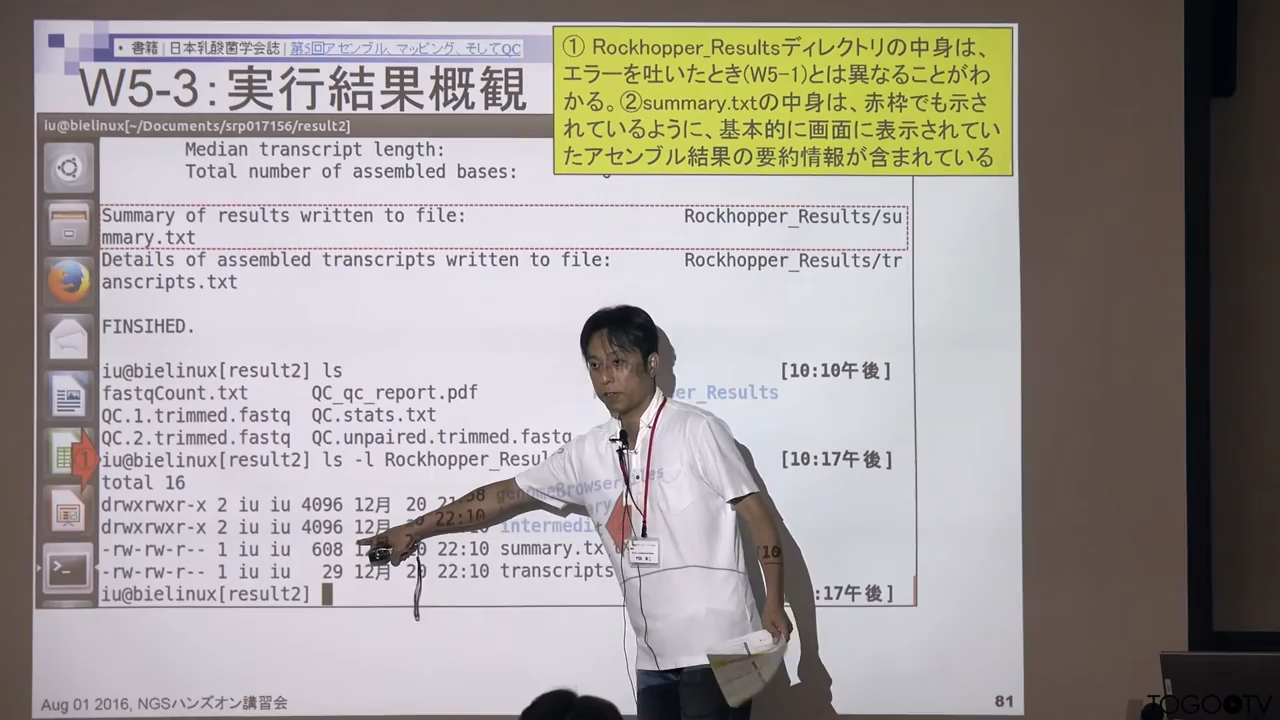 • 書籍 | 日本乳酸菌学会誌 | 第5回アセンブル、マッピング、そしてQC
W5-3:実行結果概観
① Rockhopper_Resultsディレクトリの中身は、
エラーを吐いたとき(W5-1)とは異なることがわ
かる。②summary.txtの中身は、赤枠でも示さ
れているように、基本的に画面に表示されてい
たアセンブル結果の要約情報が含まれている
iu@bielinux[~/Documents/srp017156/result2]
Median transcript length:
Total number of assembled bases:
Summary of results written to file: Rockhopper_Results/su
mmary.txt
Details of assembled transcripts written to file: Rockhopper_Results/tr
anscripts.txt
FINSIHED.
iu@bielinux[result2] ls [10:10午後]
fastqCount.txt QC_qc_report.pdf er_Results
QC.1.trimmed.fastq QC.stats.txt
QC.2.trimmed.fastq QC.unpaired.trimmed.fastq
1 iu@bielinux[result2] ls -l Rockhopper_Resul [10:17午後]
total 16
drwxrwxr-x 2 iu iu 4096 12月 20 21:58 genomeBrowserFiles
drwxrwxr-x 2 iu iu 4096 12月 22:10 intermedi
-rw-rw-r-- 1 iu iu 608 22:10 summary.tx
-rw-rw-r-- 1 iu iu 29 12月 22:10 transcripts
iu@bielinux[result2] :17午後]
Aug 01 2016, NGSハンズオン講習会
81
TOGOTV